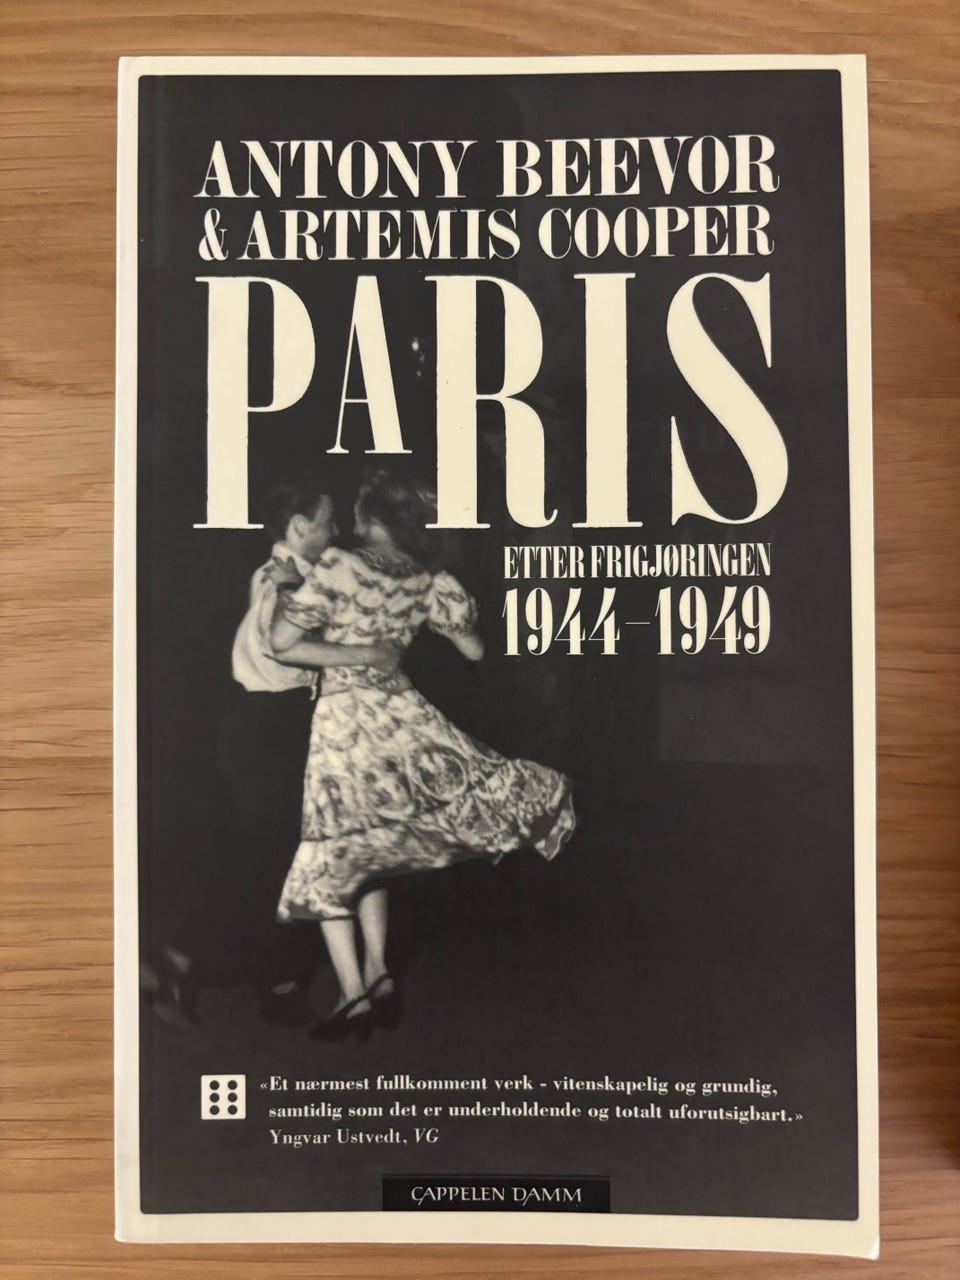 ANTONY BEEVOR
& ARTEMIS COOPER
PARIS
ETTER FRIGJØRINGEN
1944–1949
«Et nærmest fullkomment verk - vitenskapelig og grundig,
samtidig som det er underholdende og totalt uforutsigbart.»
Yngvar Ustvedt, VG
CAPPELEN DAMM